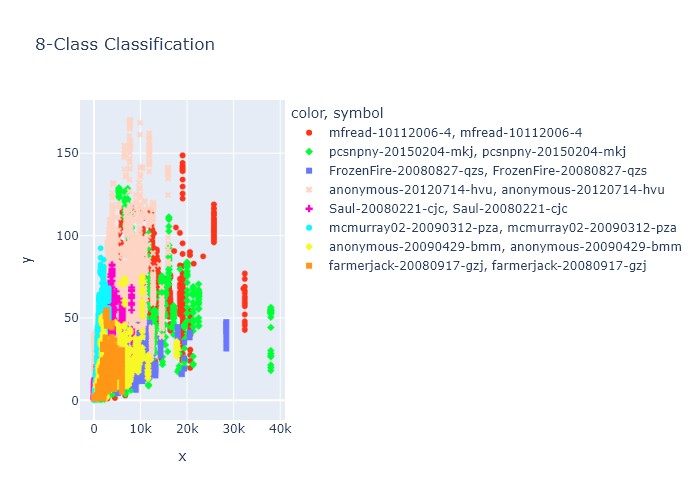 8-Class Classification
color, symbol
mfread-10112006-4, mfread-10112006-4
pcsnpny-20150204-mkj, pcsnpny-20150204-mkj
FrozenFire-20080827-qzs, FrozenFire-20080827-qzs
anonymous-20120714-hvu, anonymous-20120714-hvu
Saul-20080221-cjc, Saul-20080221-cjc
mcmurray02-20090312-pza, mcmurray02-20090312-pza
anonymous-20090429-bmm, anonymous-20090429-bmm
farmerjack-20080917-gzj, farmerjack-20080917-gzj
150
100
50
0
y
0 10k 20k 30k 40k
x